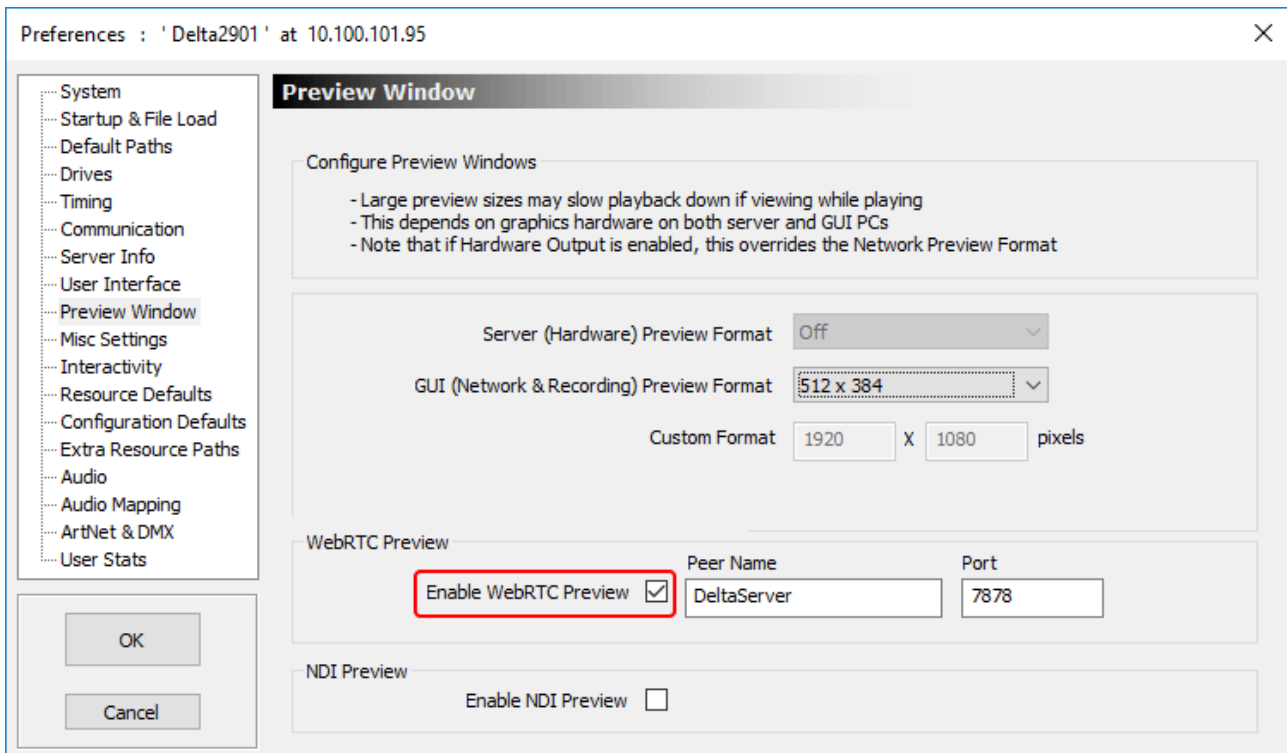 Preferences : 'Delta2901' at 10.100.101.95
System
Startup & File Load
Default Paths
Drives
Timing
Communication
Server Info
User Interface
Preview Window
Misc Settings
Interactivity
Resource Defaults
Configuration Defaults
Extra Resource Paths
Audio
Audio Mapping
ArtNet & DMX
User Stats
OK
Cancel
Preview Window
Configure Preview Windows
- Large preview sizes may slow playback down if viewing while playing
- This depends on graphics hardware on both server and GUI PCs
- Note that if Hardware Output is enabled, this overrides the Network Preview Format
Server (Hardware) Preview Format Off
GUI (Network & Recording) Preview Format 512 x 384
Custom Format 1920 X 1080 pixels
WebRTC Preview
Peer Name Port
Enable WebRTC Preview DeltaServer 7878
NDI Preview
Enable NDI Preview